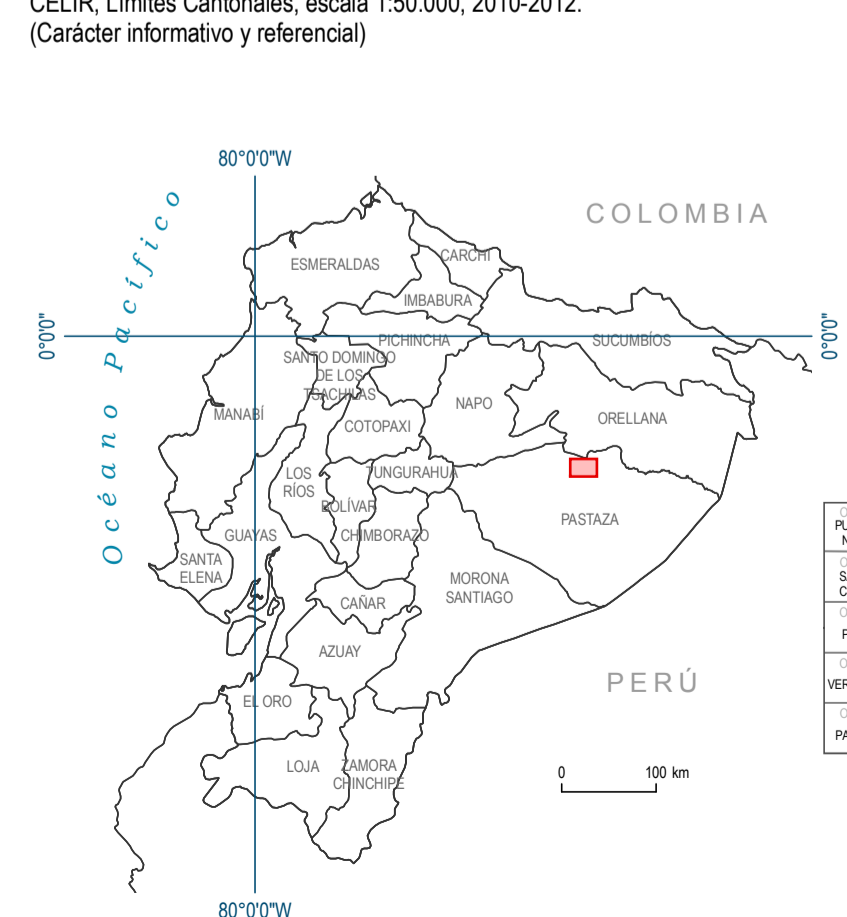 CELIR, Límites Cantonales, escala 1:50.000, 2010-2012.
(Carácter informativo y referencial)
80°0'0"W
Océano Pacífico
COLOMBIA
CARCHI
ESMERALDAS
IMBABURA
0°0'0"
PICHINCHA
SUCUMBÍOS
0°0'0"
SANTO DOMINGO
DE LOS
TSACHILAS
NAPO
MANABÍ
ORELLANA
COTOPAXI
TUNGURAHUA
LOS
RÍOS
BOLÍVAR
PASTAZA
GUAYAS
CHIMBORAZO
SANTA
ELENA
MORONA
SANTIAGO
CAÑAR
AZUAY
PERÚ
EL ORO
LOJA
ZAMORA
CHINCHIPE
0
100 km
80°0'0"W